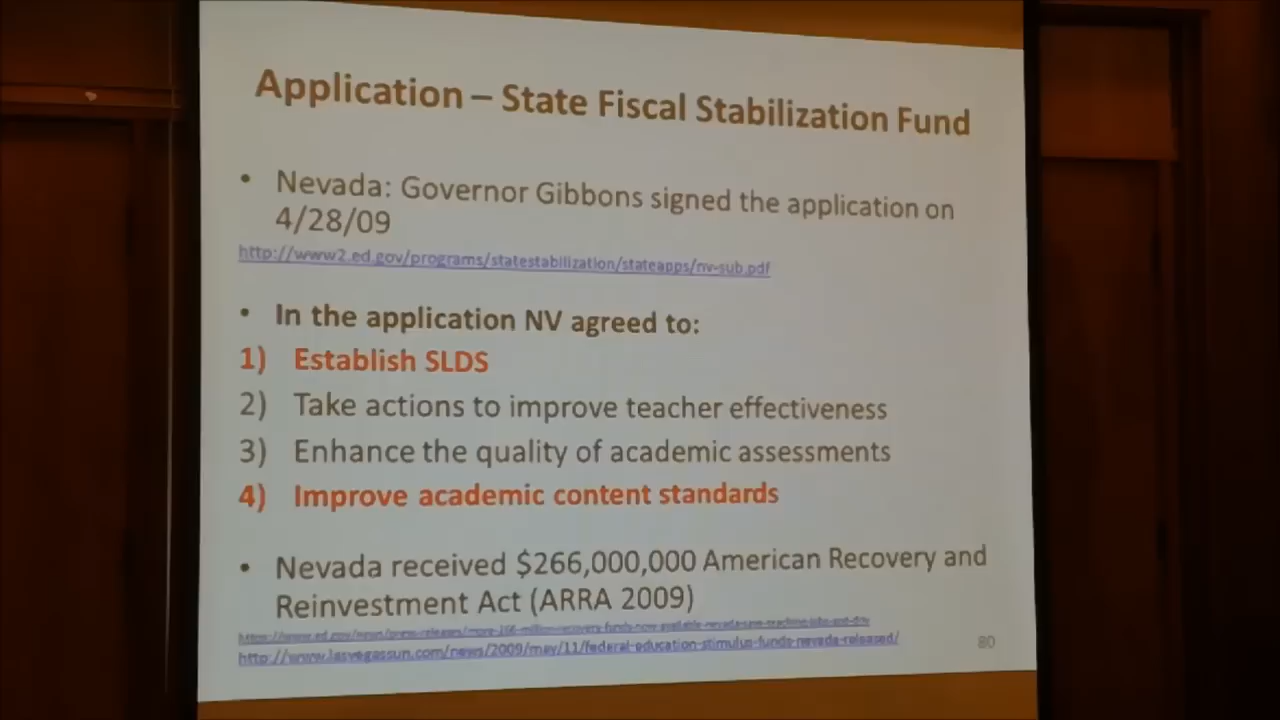 Application – State Fiscal Stabilization Fund
• Nevada: Governor Gibbons signed the application on
4/28/09
http://www2.ed.gov/programs/statestabilization/stateapps/nv-sub.pdf
• In the application NV agreed to:
1) Establish SLDS
2) Take actions to improve teacher effectiveness
3) Enhance the quality of academic assessments
4) Improve academic content standards
• Nevada received $266,000,000 American Recovery and
Reinvestment Act (ARRA 2009)
http://www.lasvegassun.com/news/2009/may/11/federal-education-stimulus-funds-nevada-released/
80